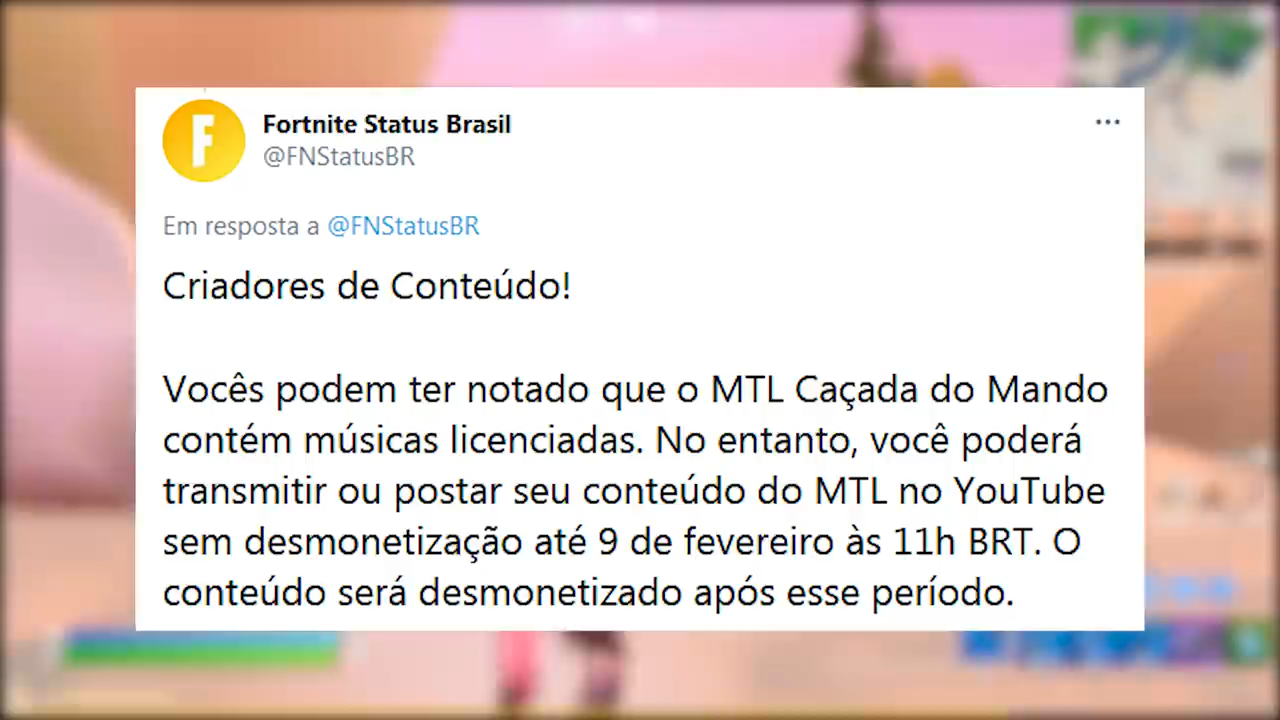 F
Fortnite Status Brasil
@FNStatusBR
Em resposta a @FNStatusBR
Criadores de Conteúdo!
Vocês podem ter notado que o MTL Caçada do Mando
contém músicas licenciadas. No entanto, você poderá
transmitir ou postar seu conteúdo do MTL no YouTube
sem desmonetização até 9 de fevereiro às 11h BRT. O
conteúdo será desmonetizado após esse período.